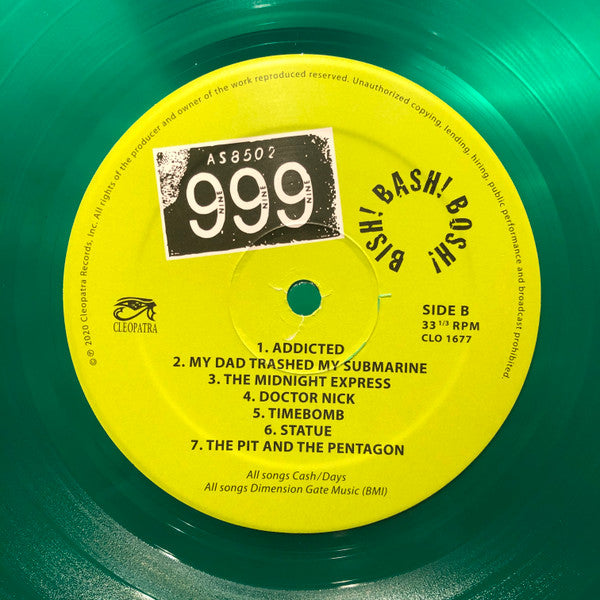 © ℗ 2020 Cleopatra Records, Inc. All rights of the producer and owner of the work reproduced reserved. Unauthorized copying, lending, hiring, public performance and broadcast prohibited.
AS8502
999
NINE NINE NINE
BISH! BASH! BOSH!
CLEOPATRA
SIDE B
33 1/3 RPM
CLO 1677
1. ADDICTED
2. MY DAD TRASHED MY SUBMARINE
3. THE MIDNIGHT EXPRESS
4. DOCTOR NICK
5. TIMEBOMB
6. STATUE
7. THE PIT AND THE PENTAGON
All songs Cash/Days
All songs Dimension Gate Music (BMI)